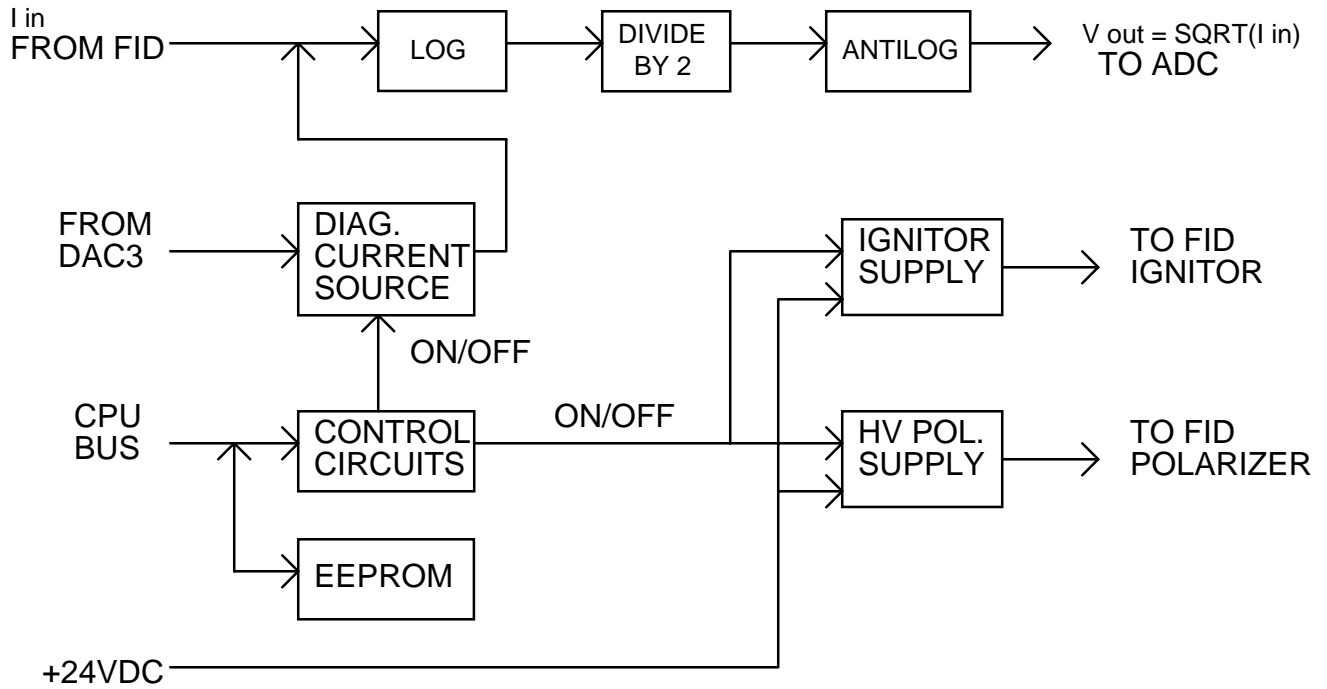 I in
FROM FID
LOG
DIVIDE
BY 2
ANTILOG
V out = SQRT(I in)
TO ADC
FROM
DAC3
DIAG.
CURRENT
SOURCE
IGNITOR
SUPPLY
TO FID
IGNITOR
ON/OFF
CPU
BUS
CONTROL
CIRCUITS
ON/OFF
HV POL.
SUPPLY
TO FID
POLARIZER
EEPROM
+24VDC